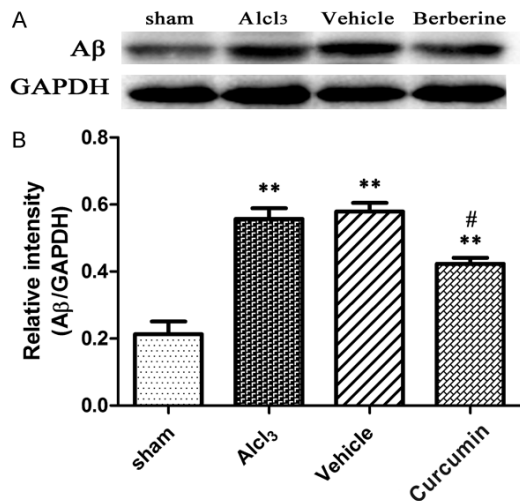 A
sham Alcl₃ Vehicle Berberine
Aβ
GAPDH
B
Relative intensity
(Aβ/GAPDH)
0.8
0.6
0.4
0.2
0.0
**
**
#
**
sham
Alcl₃
Vehicle
Curcumin